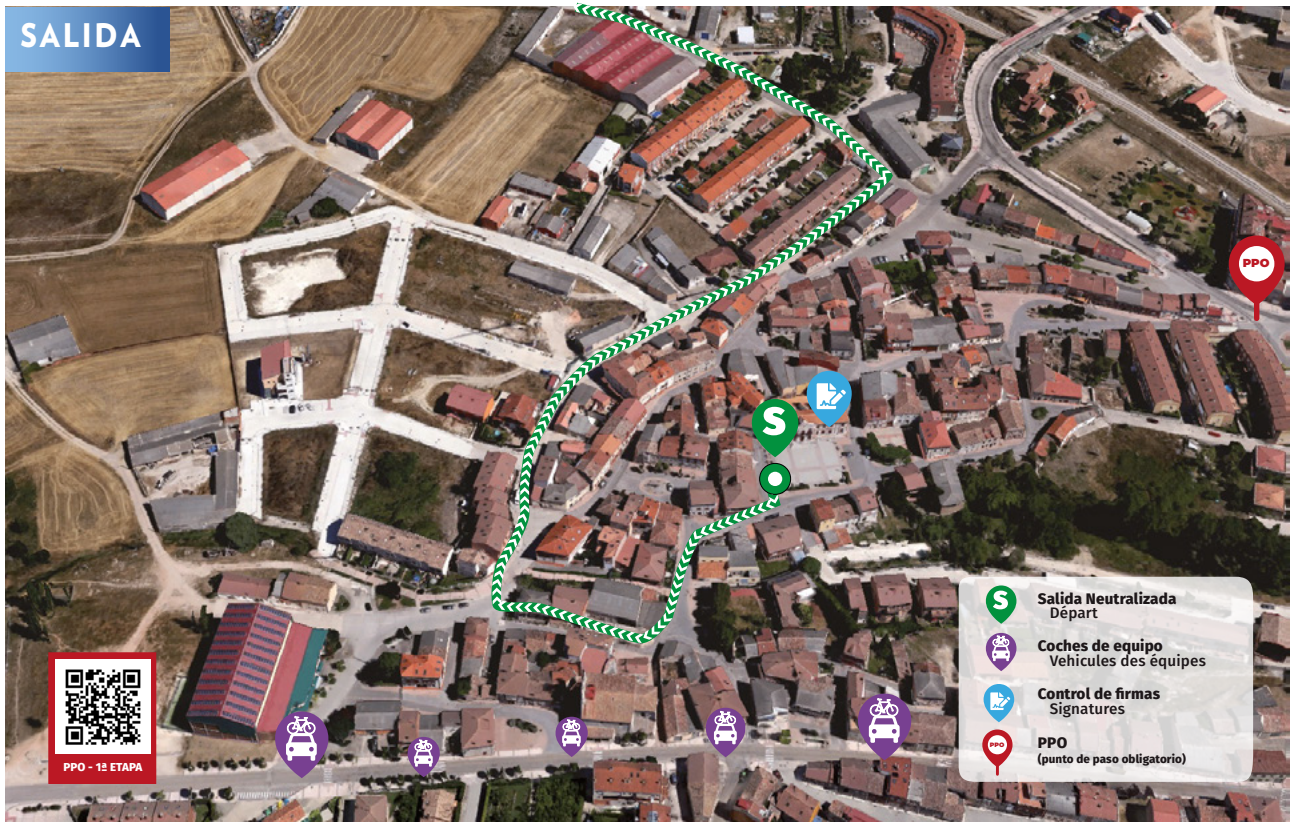 SALIDA
PPO
S
S
Salida Neutralizada
Départ
Coches de equipo
Vehicules des équipes
Control de firmas
Signatures
PPO
PPO
(punto de paso obligatorio)
PPO - 1ª ETAPA